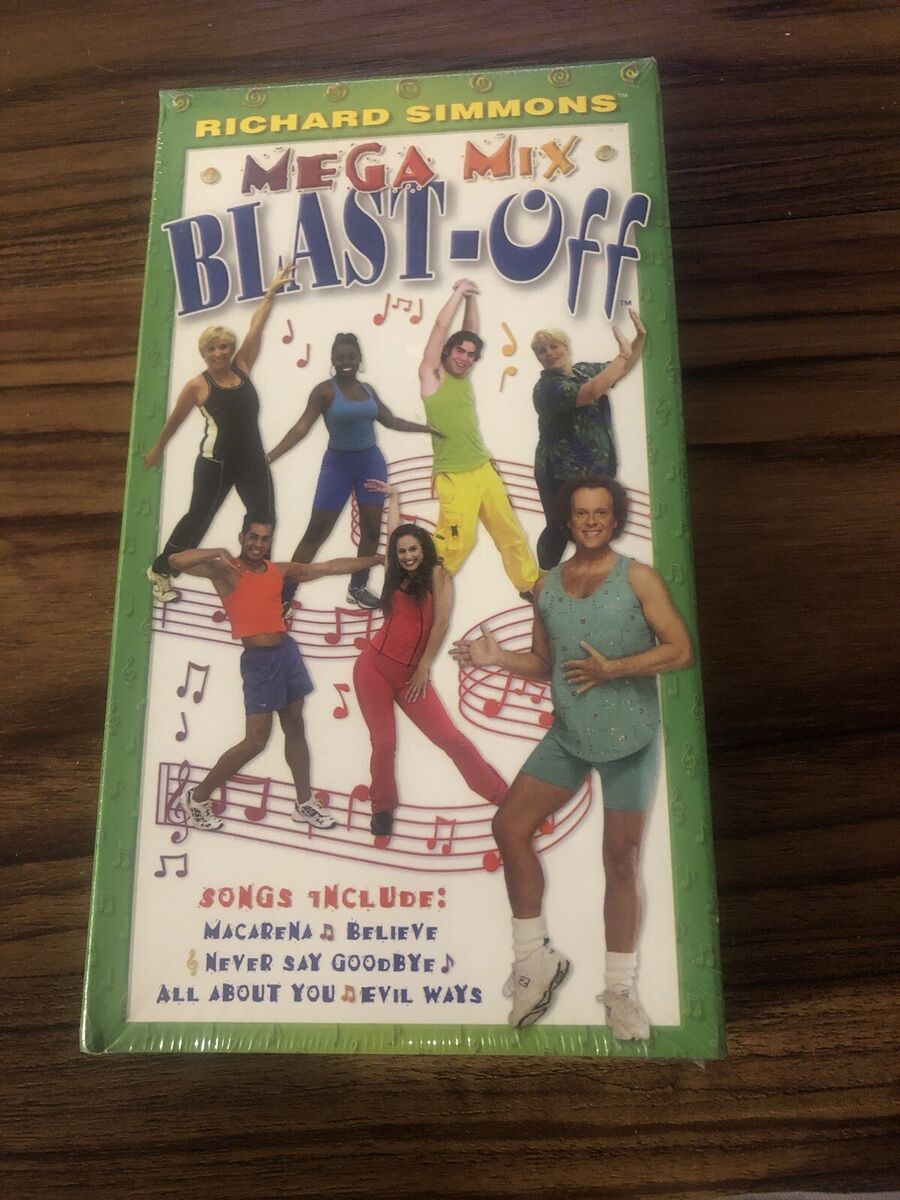 RICHARD SIMMONS™
MEGA MIX
BLAST-Off™
SONGS INCLUDE:
MACARENA BELIEVE
NEVER SAY GOODBYE
ALL ABOUT YOU EVIL WAYS